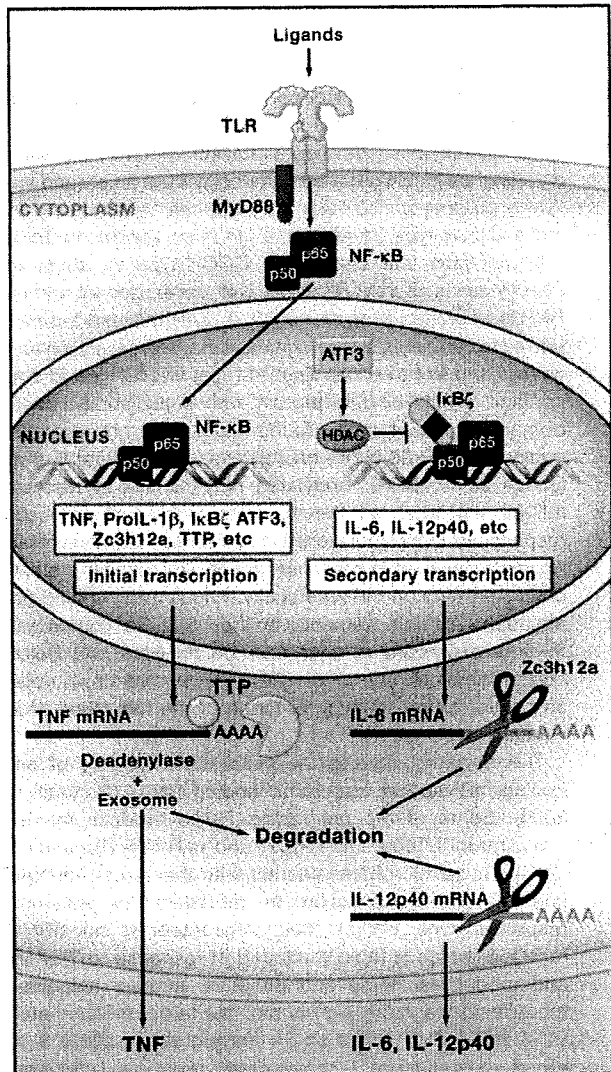 Ligands
TLR
CYTOPLASM
MyD88
p65
p50
NF-κB
ATF3
IκBζ
NUCLEUS
p65
NF-κB
HDAC
p65
p50
p50
TNF, ProIL-1β, IκBζ ATF3,
Zc3h12a, TTP, etc
IL-6, IL-12p40, etc
Initial transcription
Secondary transcription
Zc3h12a
TTP
TNF mRNA
AAAA
IL-6 mRNA
AAAA
Deadenylase
+
Exosome
Degradation
IL-12p40 mRNA
AAAA
TNF
IL-6, IL-12p40